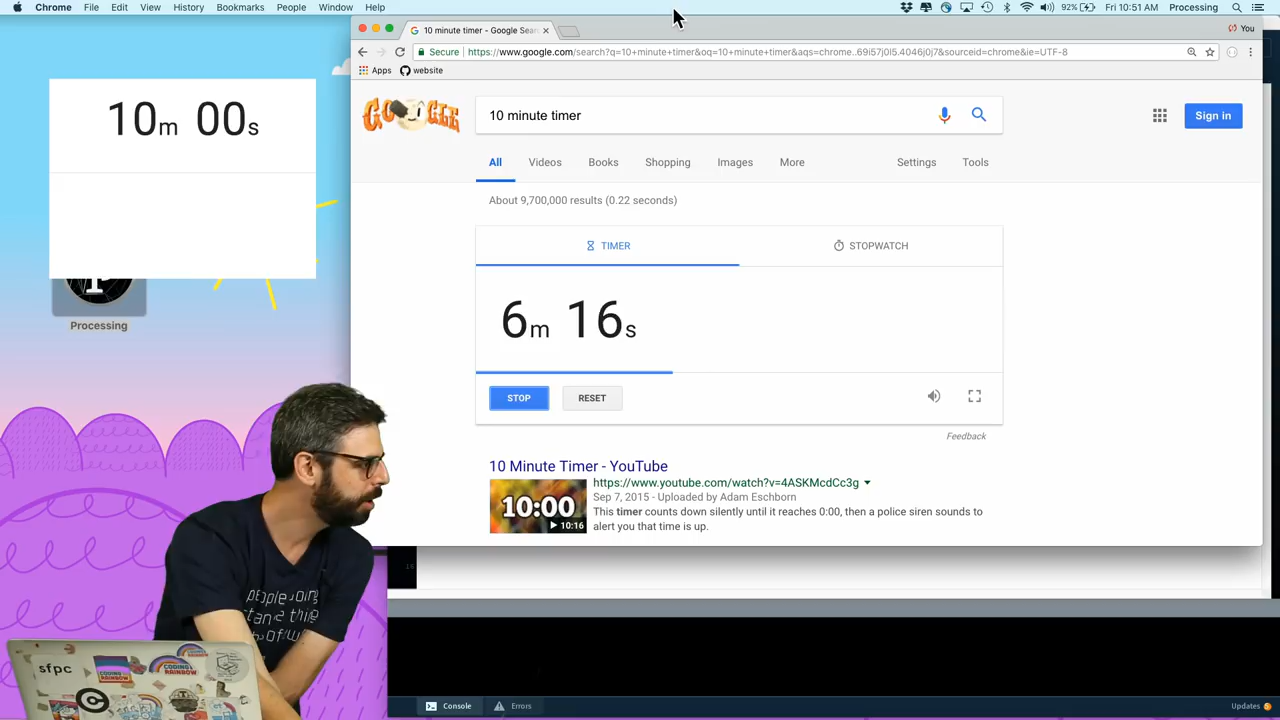 Chrome File Edit View History Bookmarks People Window Help 92% Fri 10:51 AM Processing
10 minute timer - Google Sear
You
Secure https://www.google.com/search?q=10+minute+timer&oq=10+minute+timer&aqs=chrome..69i57j0l5.4046j0j7&sourceid=chrome&ie=UTF-8
Apps website
10m 00s
GOOGLE
10 minute timer
Sign in
All Videos Books Shopping Images More Settings Tools
About 9,700,000 results (0.22 seconds)
TIMER STOPWATCH
6m 16s
Processing
STOP RESET
Feedback
10 Minute Timer - YouTube
https://www.youtube.com/watch?v=4ASKMcdCc3g
Sep 7, 2015 - Uploaded by Adam Eschborn
This timer counts down silently until it reaches 0:00, then a police siren sounds to
alert you that time is up.
10:00
10:16
people
sfpc
CODING
RAINBOW
Console Errors Updates